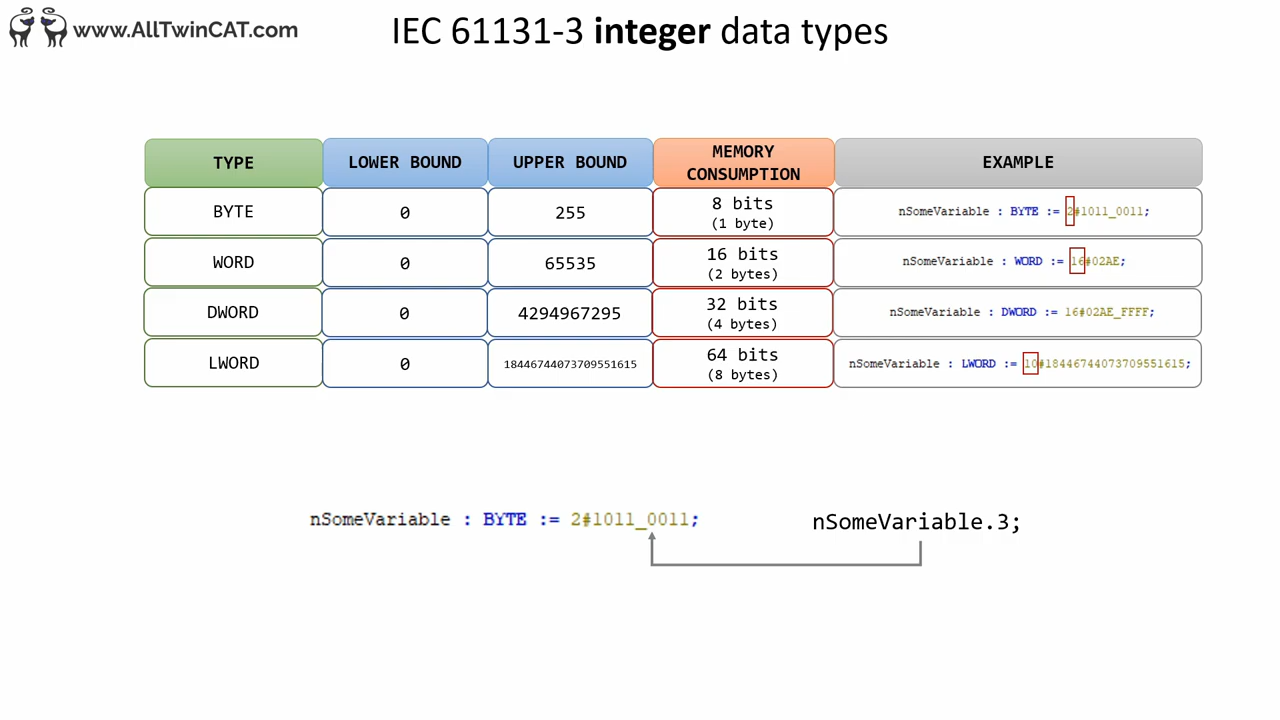 www.AllTwinCAT.com
IEC 61131-3 integer data types
TYPE LOWER BOUND UPPER BOUND MEMORY CONSUMPTION EXAMPLE
BYTE 0 255 8 bits (1 byte) nSomeVariable : BYTE := 2#1011_0011;
WORD 0 65535 16 bits (2 bytes) nSomeVariable : WORD := 16#02AE;
DWORD 0 4294967295 32 bits (4 bytes) nSomeVariable : DWORD := 16#02AE_FFFF;
LWORD 0 18446744073709551615 64 bits (8 bytes) nSomeVariable : LWORD := 10#18446744073709551615;
nSomeVariable : BYTE := 2#1011_0011; nSomeVariable.3;